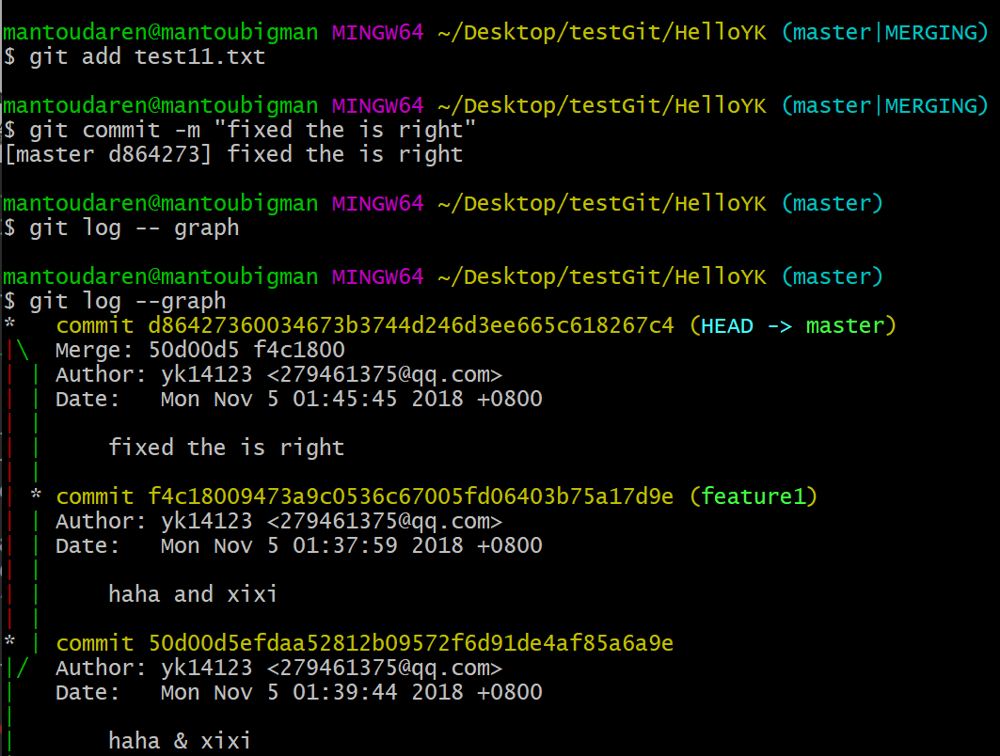 mantoudaren@mantoubigman MINGW64 ~/Desktop/testGit/HelloYK (master|MERGING)
$ git add test11.txt
mantoudaren@mantoubigman MINGW64 ~/Desktop/testGit/HelloYK (master|MERGING)
$ git commit -m "fixed the is right"
[master d864273] fixed the is right
mantoudaren@mantoubigman MINGW64 ~/Desktop/testGit/HelloYK (master)
$ git log -- graph
mantoudaren@mantoubigman MINGW64 ~/Desktop/testGit/HelloYK (master)
$ git log --graph
*   commit d86427360034673b3744d246d3ee665c618267c4 (HEAD -> master)
|\  Merge: 50d00d5 f4c1800
| | Author: yk14123 <279461375@qq.com>
| | Date:   Mon Nov 5 01:45:45 2018 +0800
| |
| |     fixed the is right
| |
| * commit f4c18009473a9c0536c67005fd06403b75a17d9e (feature1)
| | Author: yk14123 <279461375@qq.com>
| | Date:   Mon Nov 5 01:37:59 2018 +0800
| |
| |     haha and xixi
| |
* | commit 50d00d5efdaa52812b09572f6d91de4af85a6a9e
|/  Author: yk14123 <279461375@qq.com>
|   Date:   Mon Nov 5 01:39:44 2018 +0800
|
|       haha & xixi